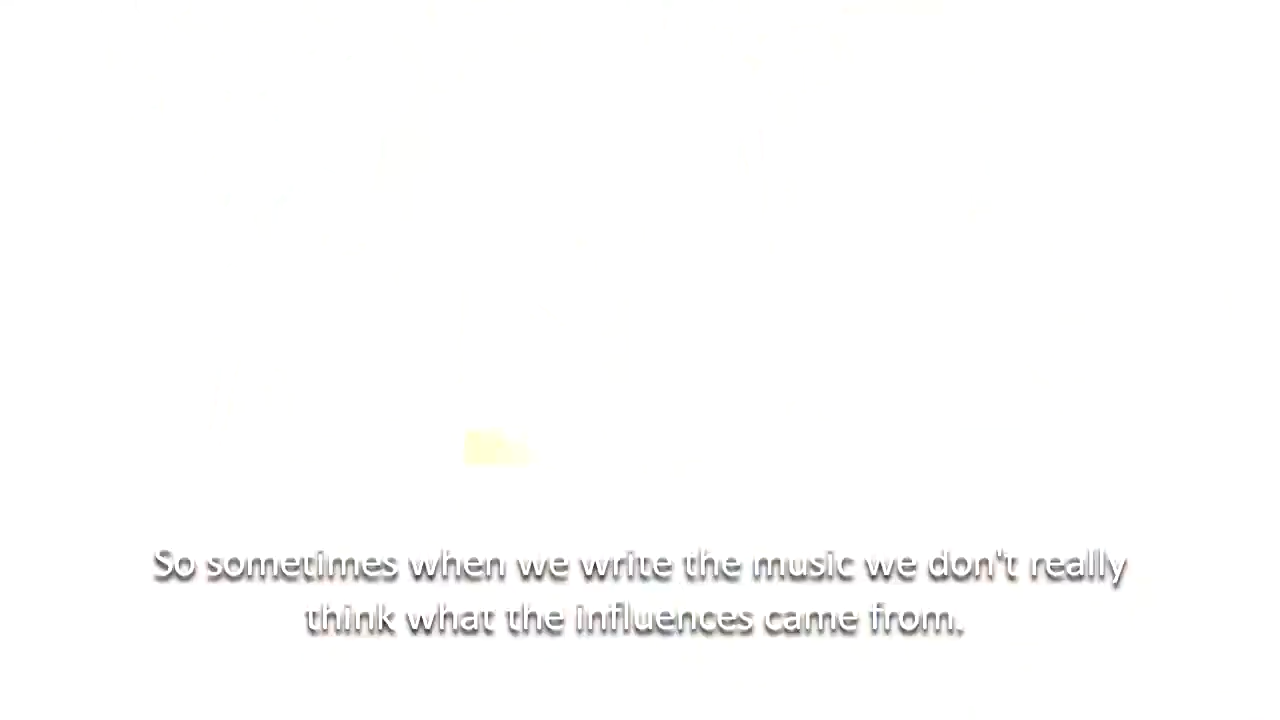 So sometimes when we write the music we don't really
think what the influences came from.